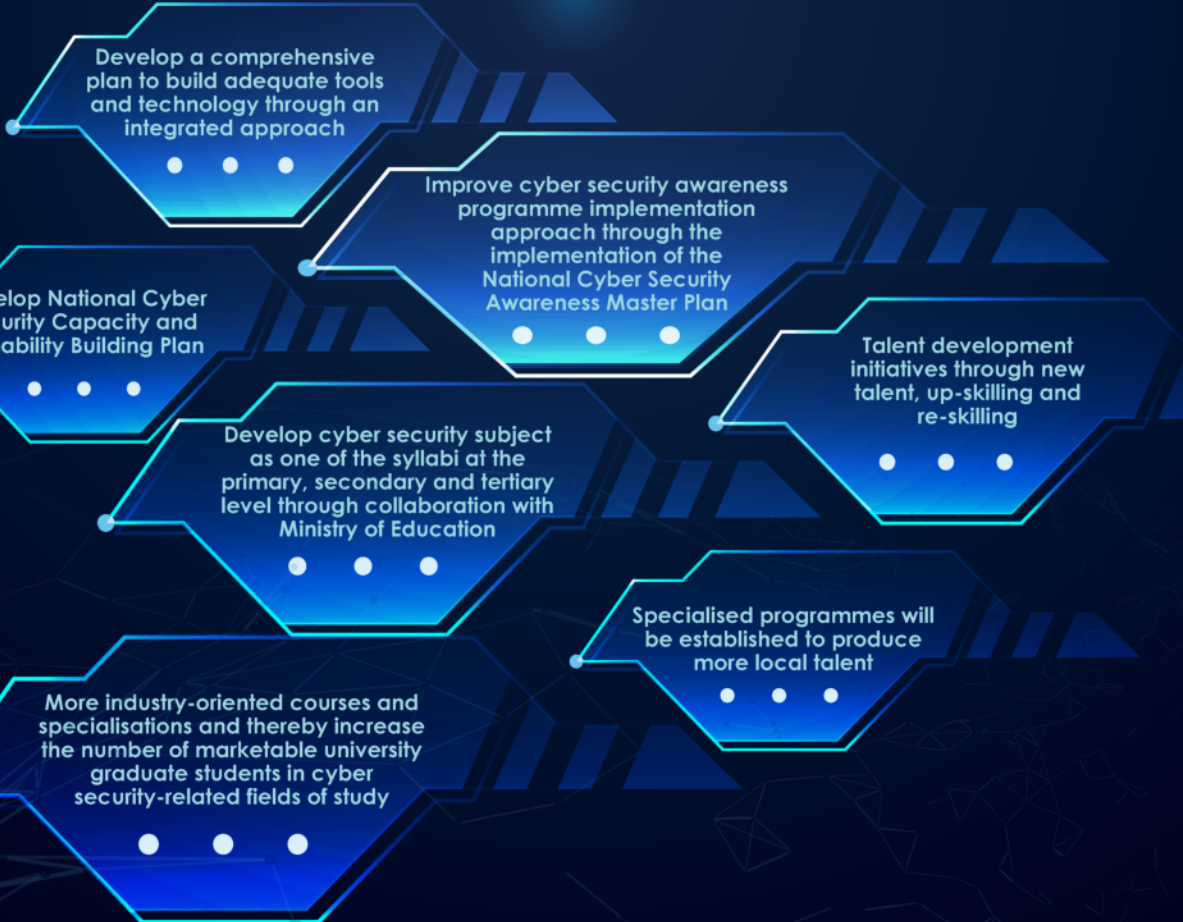 Develop a comprehensive
plan to build adequate tools
and technology through an
integrated approach
Improve cyber security awareness
programme implementation
approach through the
implementation of the
National Cyber Security
Awareness Master Plan
National Cyber
Capacity and
Building Plan
Talent development
initiatives through new
talent, up-skilling and
re-skilling
Develop cyber security subject
as one of the syllabi at the
primary, secondary and tertiary
level through collaboration with
Ministry of Education
Specialised programmes will
be established to produce
more local talent
More industry-oriented courses and
specialisations and thereby increase
the number of marketable university
graduate students in cyber
security-related fields of study